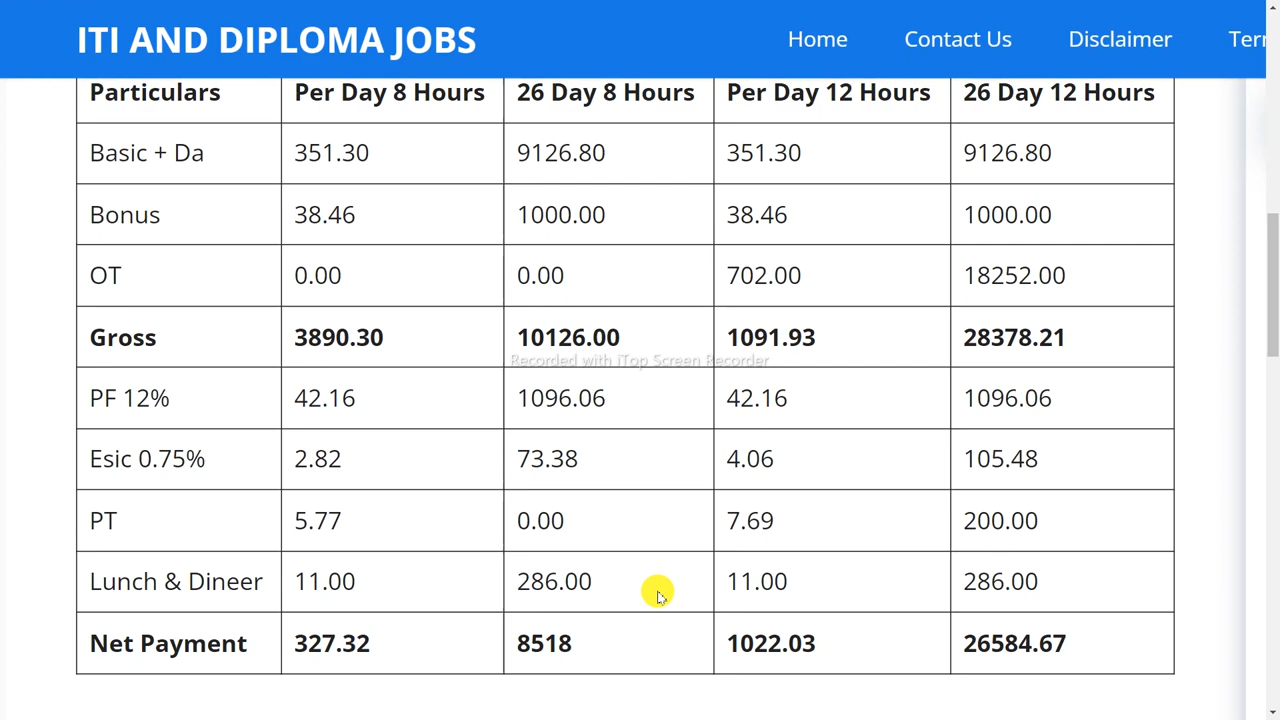 ITI AND DIPLOMA JOBS Home Contact Us Disclaimer
Particulars Per Day 8 Hours 26 Day 8 Hours Per Day 12 Hours 26 Day 12 Hours
Basic + Da 351.30 9126.80 351.30 9126.80
Bonus 38.46 1000.00 38.46 1000.00
OT 0.00 0.00 702.00 18252.00
Gross 3890.30 10126.00 1091.93 28378.21
Recorded with iTop Screen Recorder
PF 12% 42.16 1096.06 42.16 1096.06
Esic 0.75% 2.82 73.38 4.06 105.48
PT 5.77 0.00 7.69 200.00
Lunch & Dineer 11.00 286.00 11.00 286.00
Net Payment 327.32 8518 1022.03 26584.67